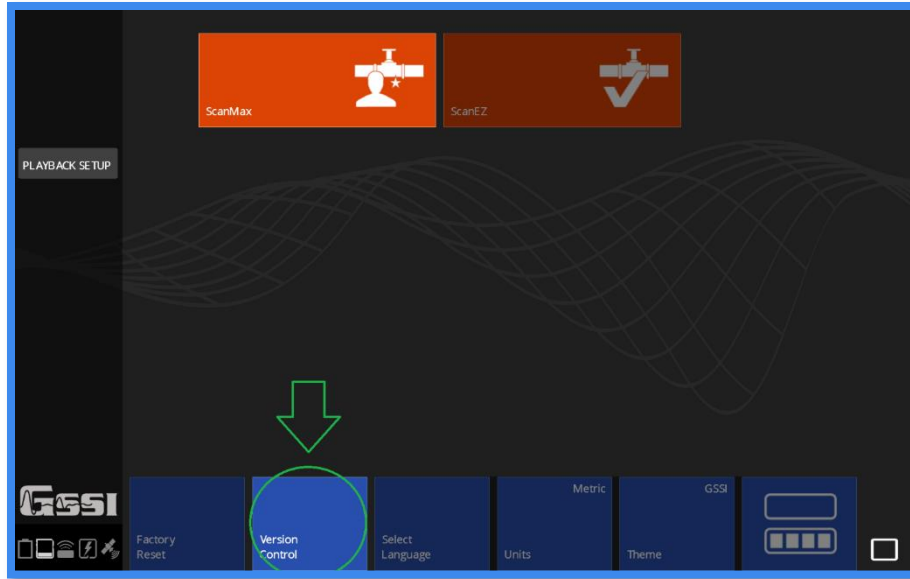 ScanMax
ScanEZ
PLAYBACK SETUP
GSSI
Factory
Reset
Version
Control
Select
Language
Metric
Units
GSSI
Theme